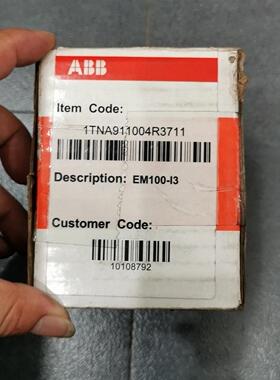 ABB
Item Code:
1TNA911004R3711
Description: EM100-I3
Customer Code:
10108792